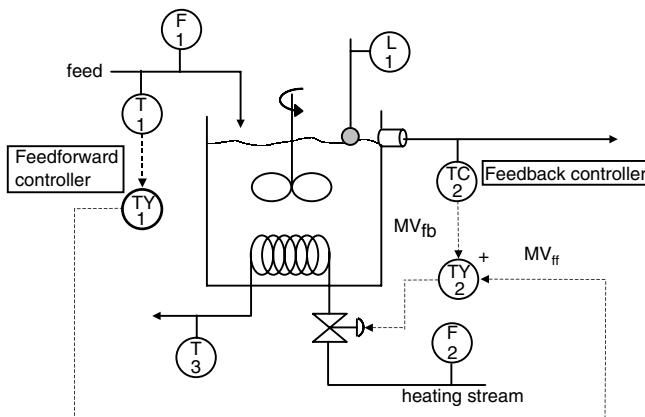 F
1
L
1
feed
T
1
Feedforward
controller
TC
2
Feedback controller
TY
1
MVfb
+
MVff
TY
2
T
3
F
2
heating stream